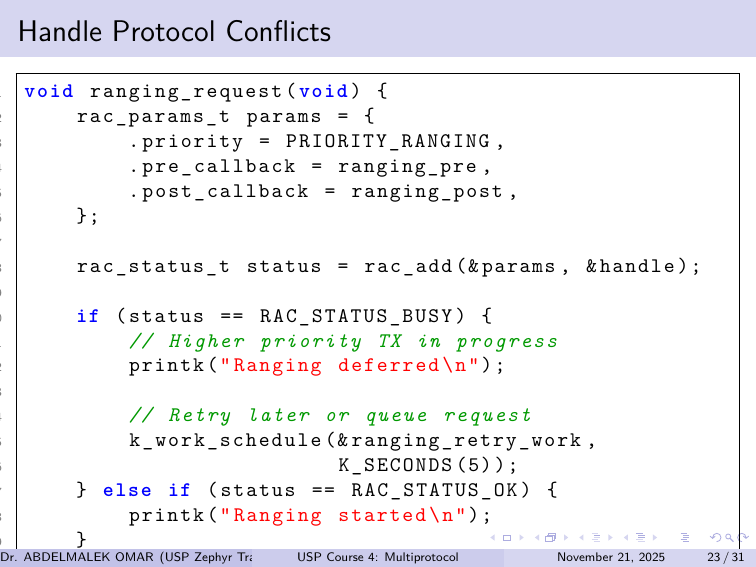 Handle Protocol Conflicts
void ranging_request(void) {
    rac_params_t params = {
        .priority = PRIORITY_RANGING,
        .pre_callback = ranging_pre,
        .post_callback = ranging_post,
    };

    rac_status_t status = rac_add(&params, &handle);

    if (status == RAC_STATUS_BUSY) {
        // Higher priority TX in progress
        printk("Ranging deferred\n");

        // Retry later or queue request
        k_work_schedule(&ranging_retry_work,
                        K_SECONDS(5));
    } else if (status == RAC_STATUS_OK) {
        printk("Ranging started\n");
    }
Dr. ABDELMALEK OMAR (USP Zephyr Tra USP Course 4: Multiprotocol November 21, 2025 23 / 31